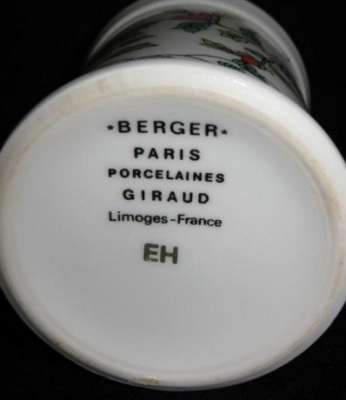 *BERGER*
PARIS
PORCELAINES
GIRAUD
Limoges-France
EH